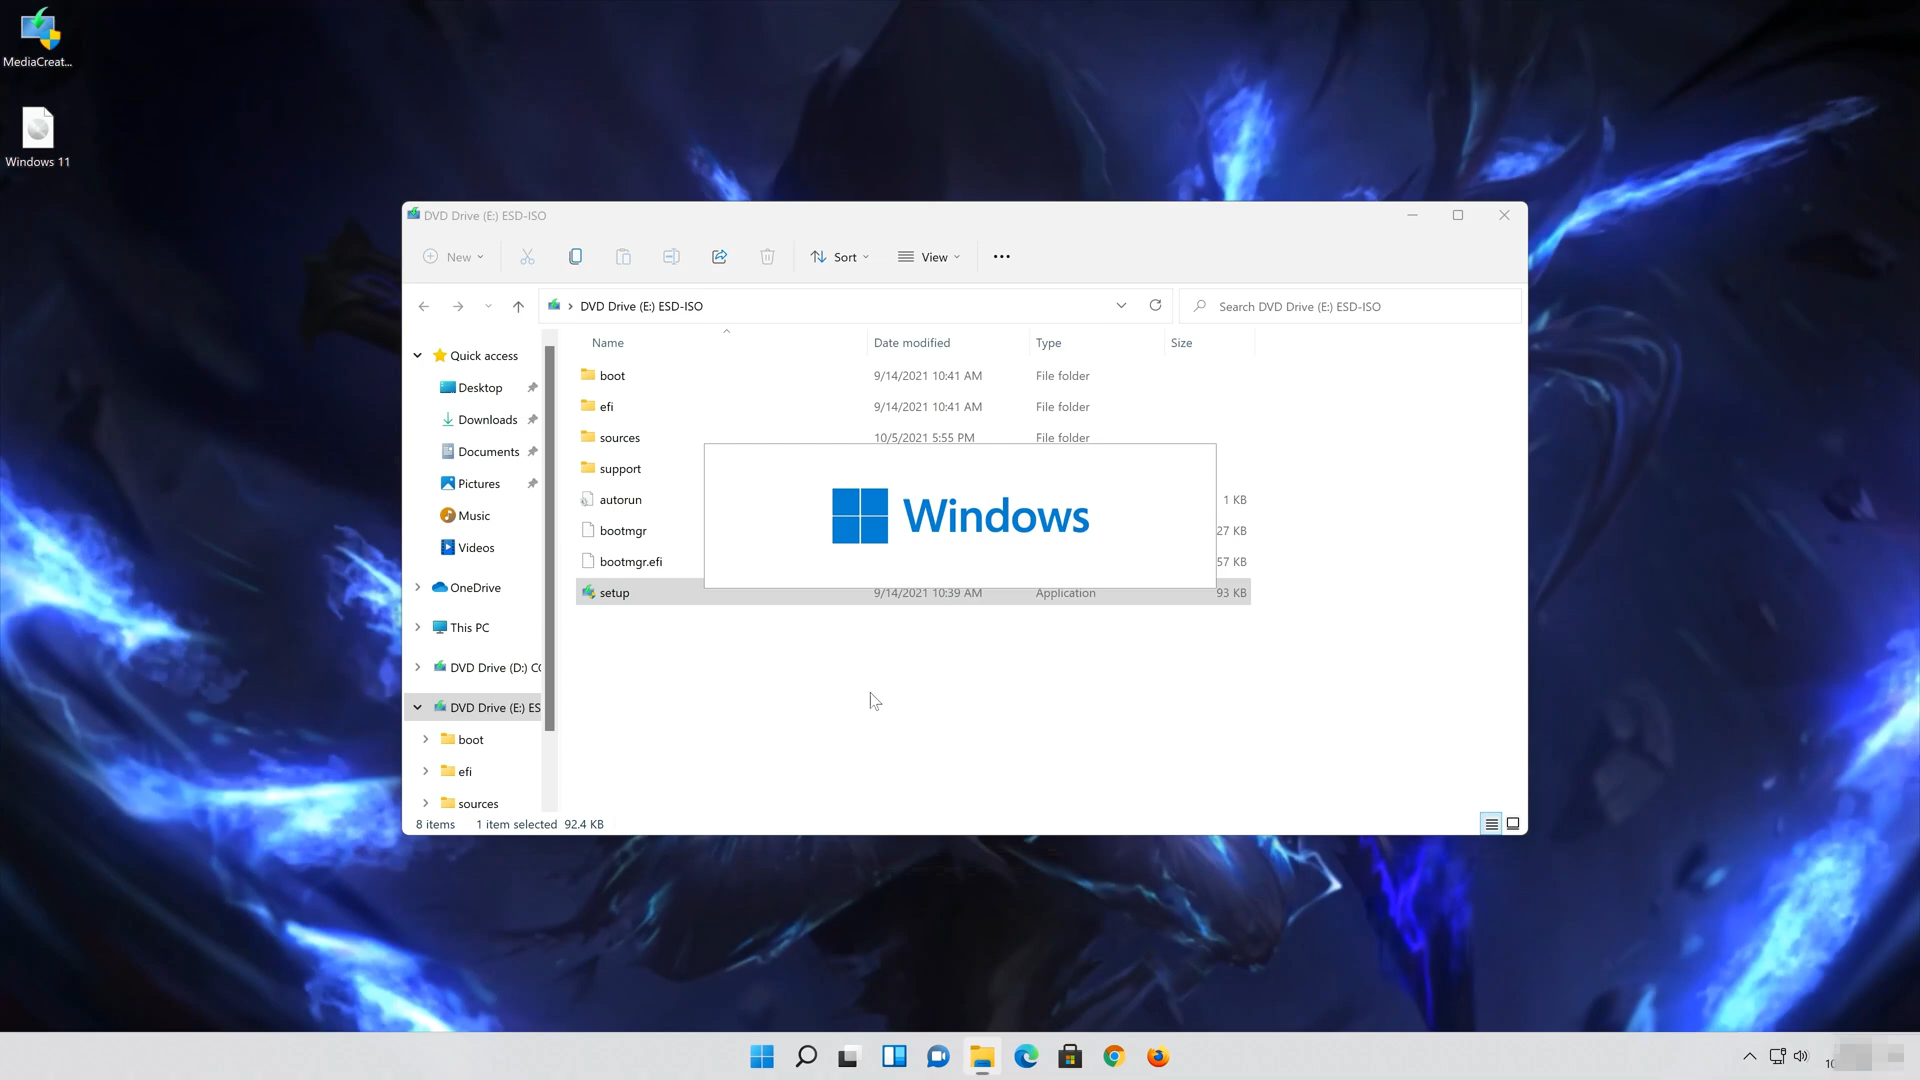 MediaCreat...
Windows 11
DVD Drive (E:) ESD-ISO
New
Sort
View
DVD Drive (E:) ESD-ISO
Search DVD Drive (E:) ESD-ISO
Name Date modified Type Size
Quick access
Desktop
Downloads
Documents
Pictures
Music
Videos
OneDrive
This PC
DVD Drive (D:)
DVD Drive (E:) ES
boot
efi
sources
boot 9/14/2021 10:41 AM File folder
efi 9/14/2021 10:41 AM File folder
sources 10/5/2021 5:55 PM File folder
support
autorun 1 KB
bootmgr 27 KB
bootmgr.efi 57 KB
setup 9/14/2021 10:39 AM Application 93 KB
Windows
8 items 1 item selected 92.4 KB